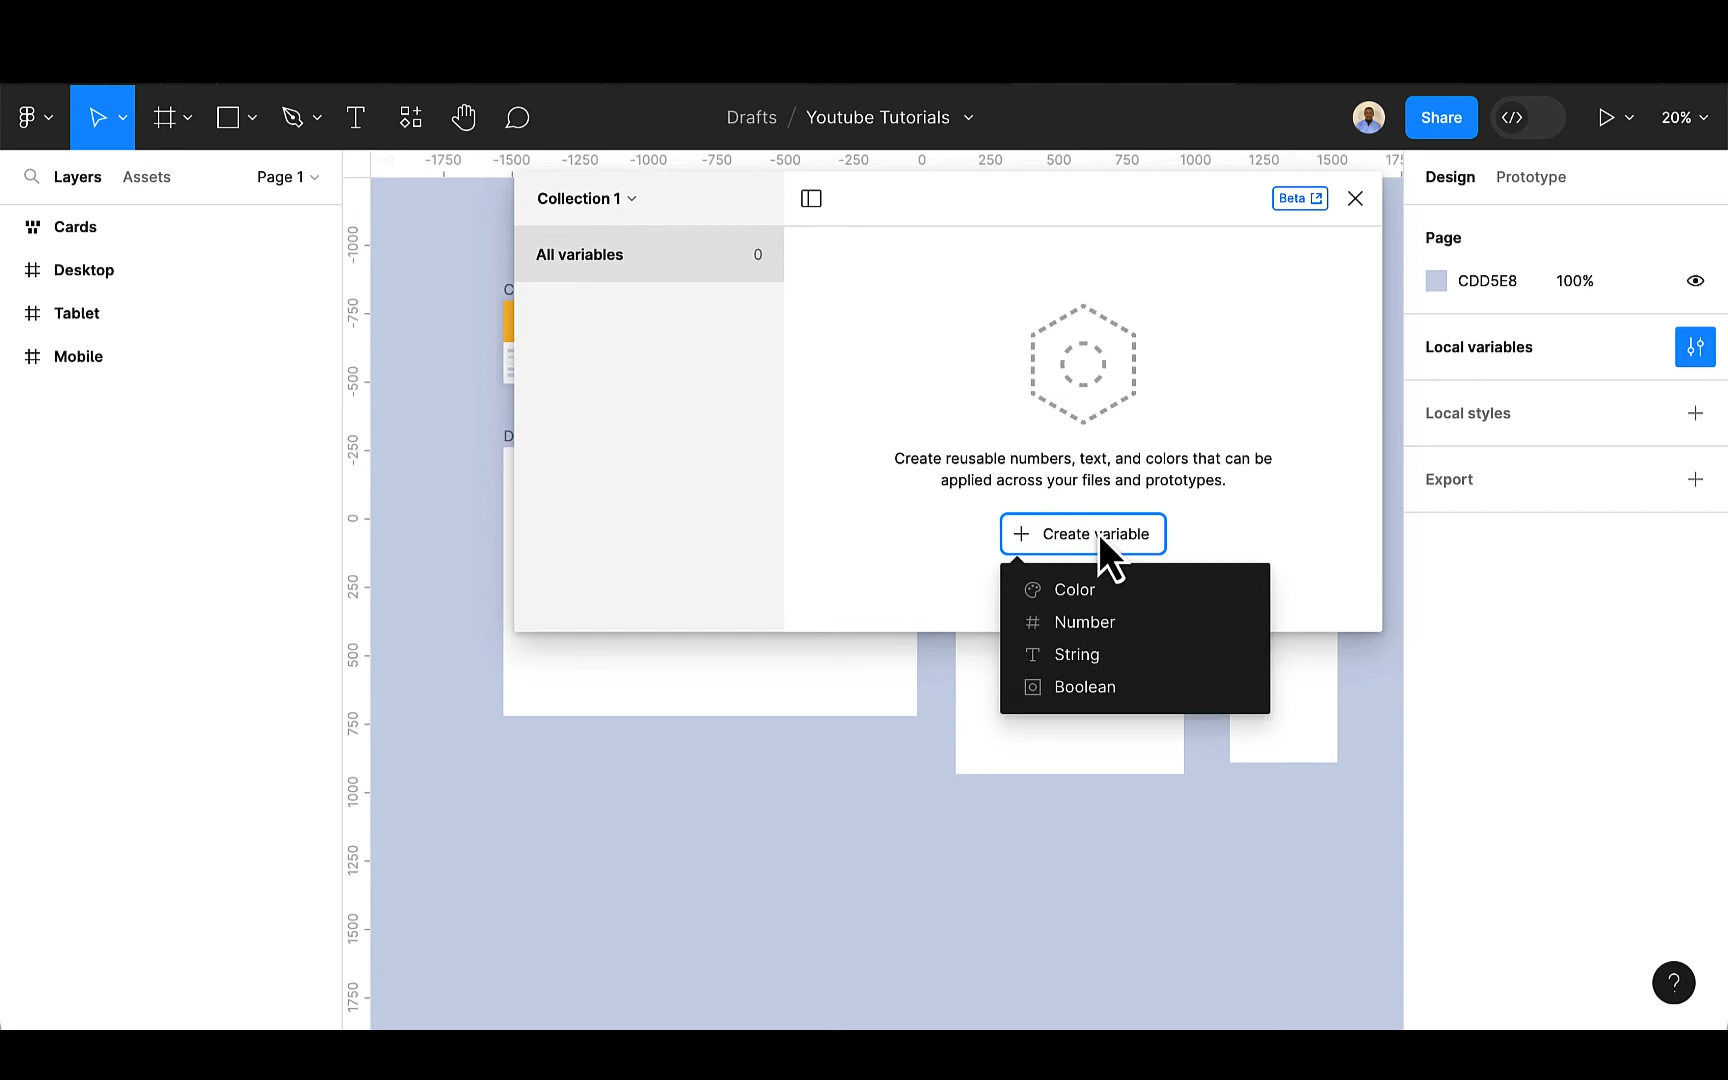 Drafts / Youtube Tutorials
Share
20%
Layers
Assets
Page 1
Cards
Desktop
Tablet
Mobile
-1750 -1500 -1250 -1000 -750 -500 -250 0 250 500 750 1000 1250 1500
-1000
-750
-500
-250
0
250
500
750
1000
1250
1500
1750
C
D
Collection 1
Beta
All variables 0
Create reusable numbers, text, and colors that can be
applied across your files and prototypes.
Create variable
Color
Number
String
Boolean
Design
Prototype
Page
CDD5E8 100%
Local variables
Local styles
Export
?